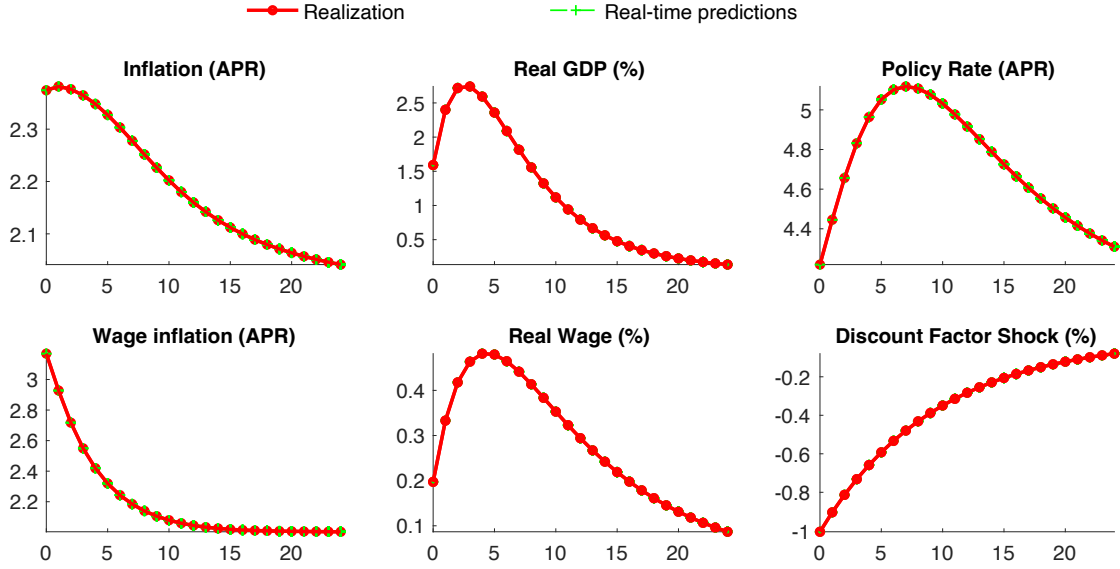 Realization Real-time predictions
Inflation (APR) Real GDP (%) Policy Rate (APR)
2.3 2.5 5
2 4.8
2.2 1.5 4.6
1
2.1 0.5 4.4
0 5 10 15 20 0 5 10 15 20 0 5 10 15 20
Wage inflation (APR) Real Wage (%) Discount Factor Shock (%)
3 0.4 -0.2
2.8 0.3 -0.4
2.6 -0.6
2.4 0.2 -0.8
2.2 0.1 -1
0 5 10 15 20 0 5 10 15 20 0 5 10 15 20